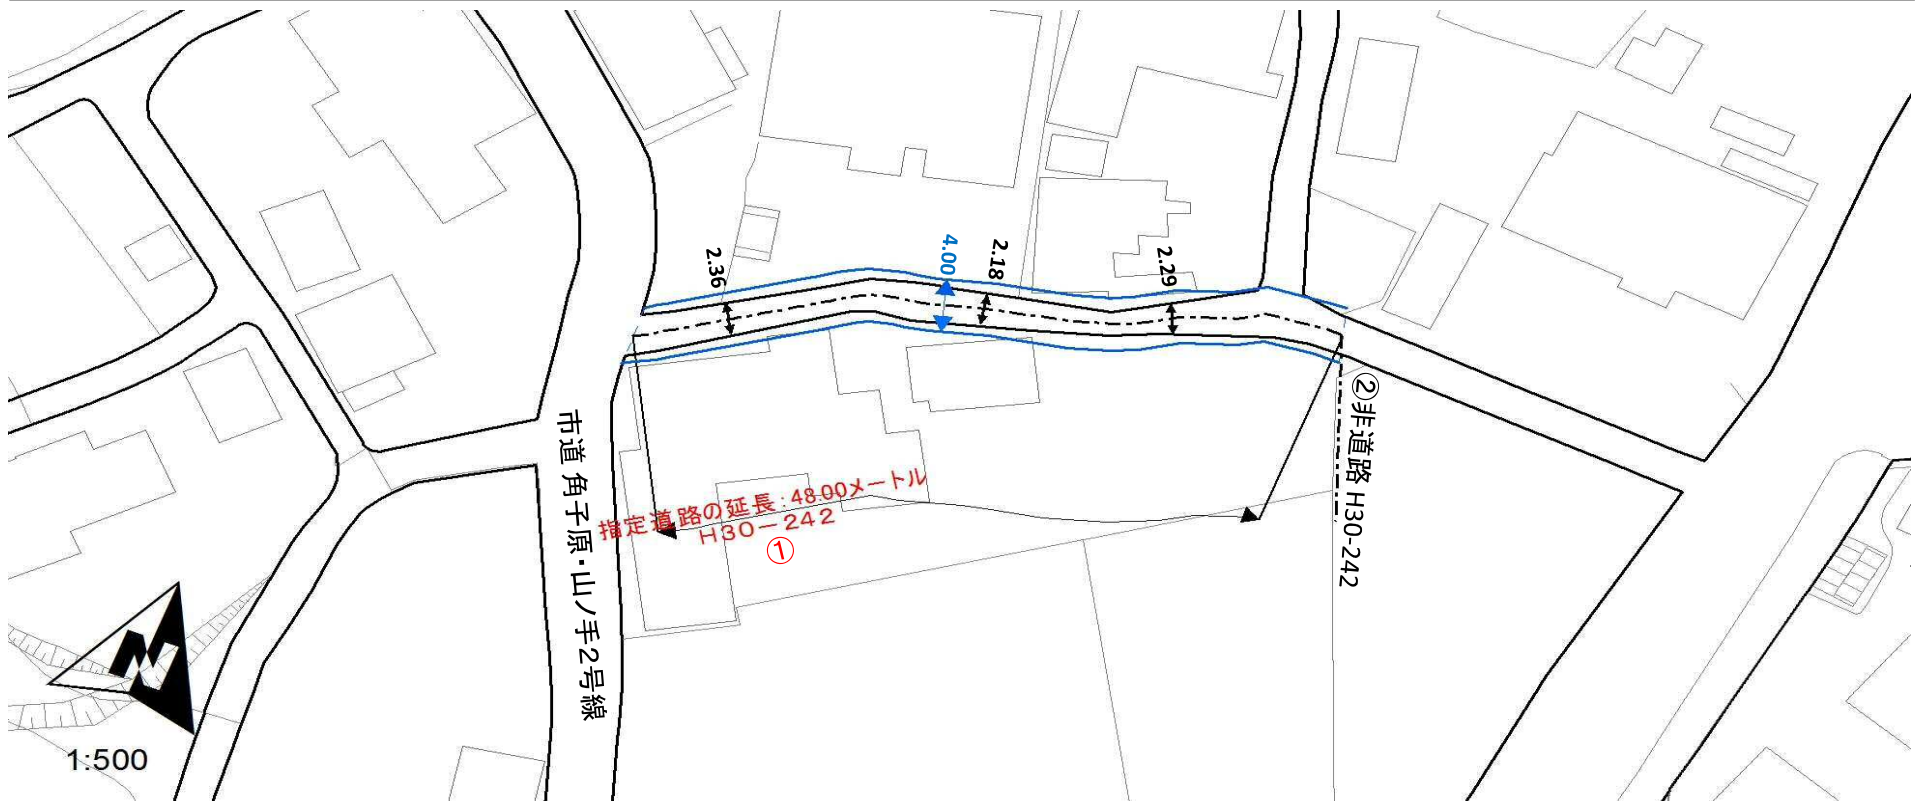 2.36
4.00
2.18
2.29
②非道路 H30-242
市道 角子原・山ノ手2号線
指定道路の延長:48.00メートル
H30-242
①
1:500